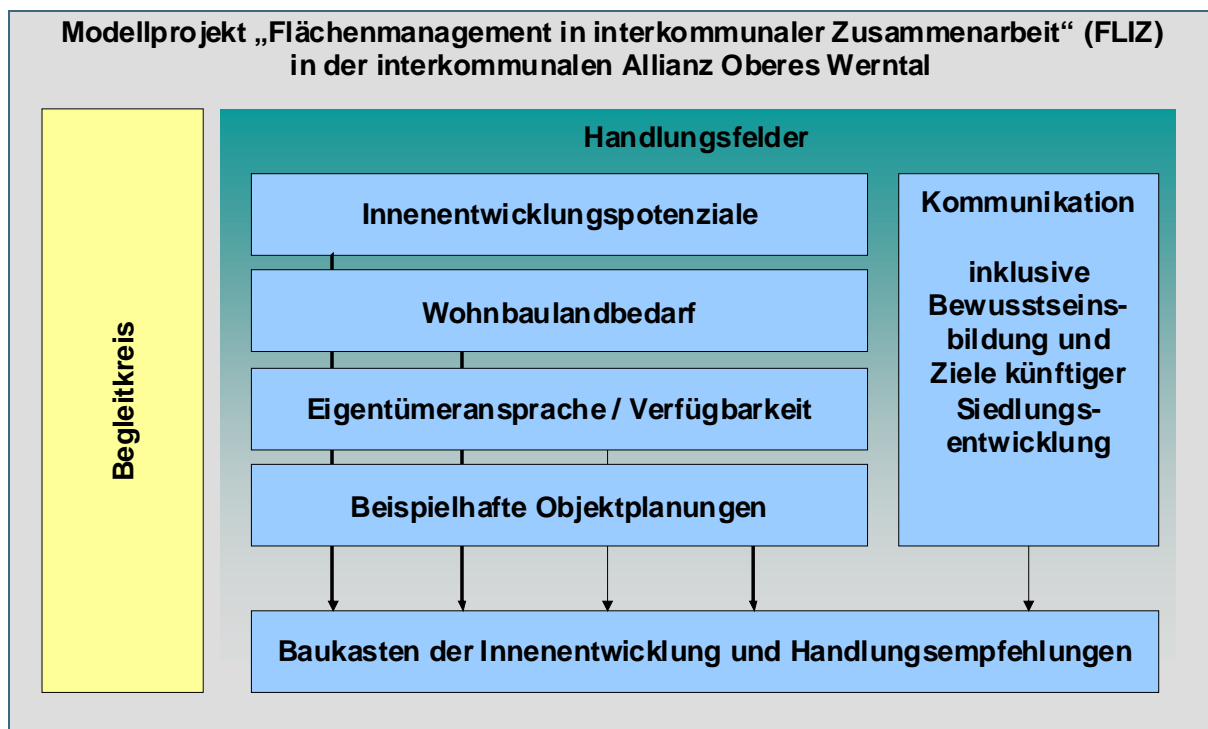 Modellprojekt „Flächenmanagement in interkommunaler Zusammenarbeit“ (FLIZ)
in der interkommunalen Allianz Oberes Werntal
Begleitkreis
Handlungsfelder
Innenentwicklungspotenziale
Wohnbaulandbedarf
Eigentümeransprache / Verfügbarkeit
Beispielhafte Objektplanungen
Kommunikation
inklusive
Bewusstseins-
bildung und
Ziele künftiger
Siedlungs-
entwicklung
Baukasten der Innenentwicklung und Handlungsempfehlungen